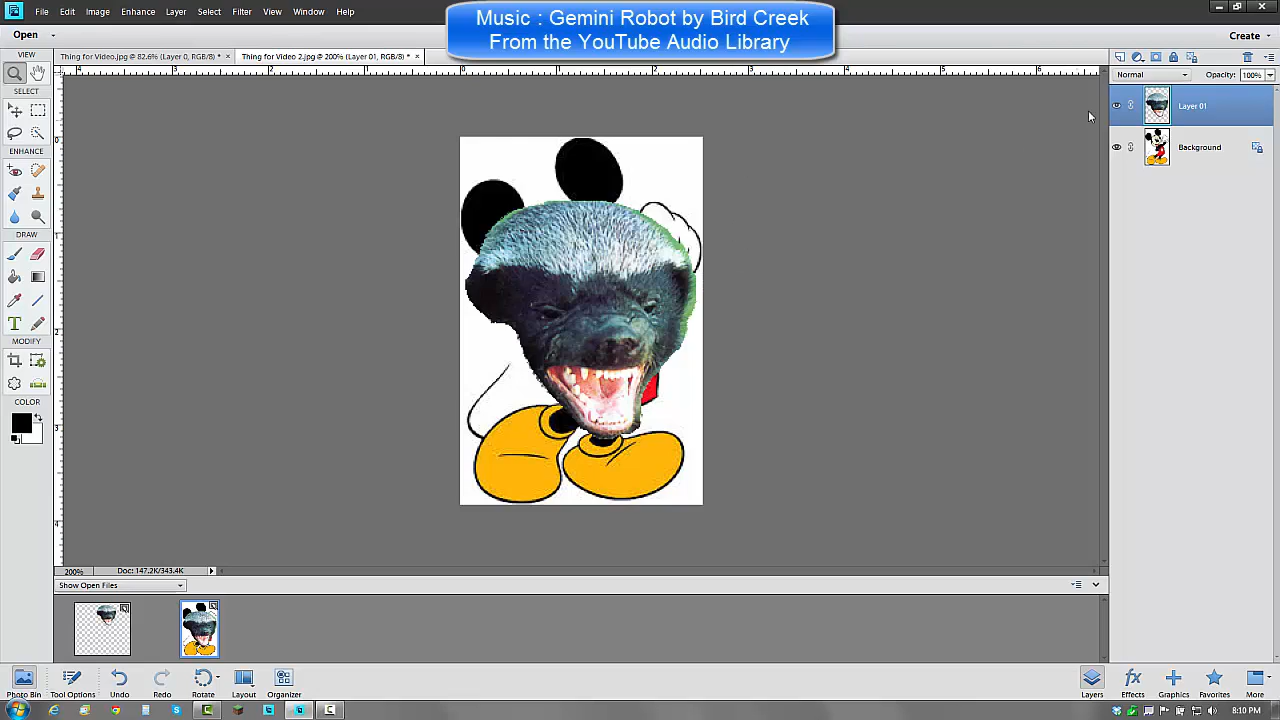 File Edit Image Enhance Layer Select Filter View Window Help
Music : Gemini Robot by Bird Creek
From the YouTube Audio Library
Open
Create
VIEW
Thing for Video.jpg @ 82.6% (Layer 0, RGB/8) *
Thing for Video 2.jpg @ 200% (Layer 01, RGB/8) *
Normal
Opacity: 100%
SELECT
Layer 01
Background
ENHANCE
DRAW
MODIFY
COLOR
200%
Doc: 147.2K/343.4K
Show Open Files
Photo Bin
Tool Options
Undo
Redo
Rotate
Layout
Organizer
Layers
Effects
Graphics
Favorites
More
8:10 PM